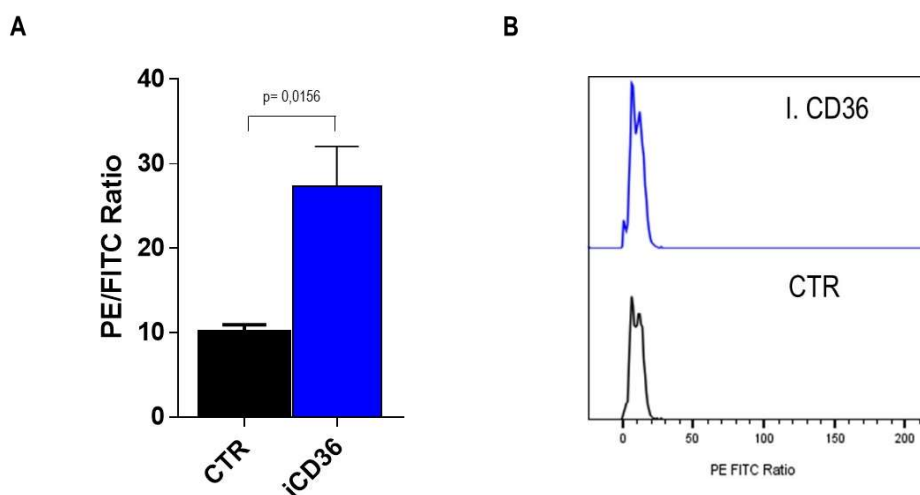 A
B
40
30
20
10
0
PE/FITC Ratio
p= 0,0156
CTR
iCD36
I. CD36
CTR
0
50
100
150
200
PE FITC Ratio